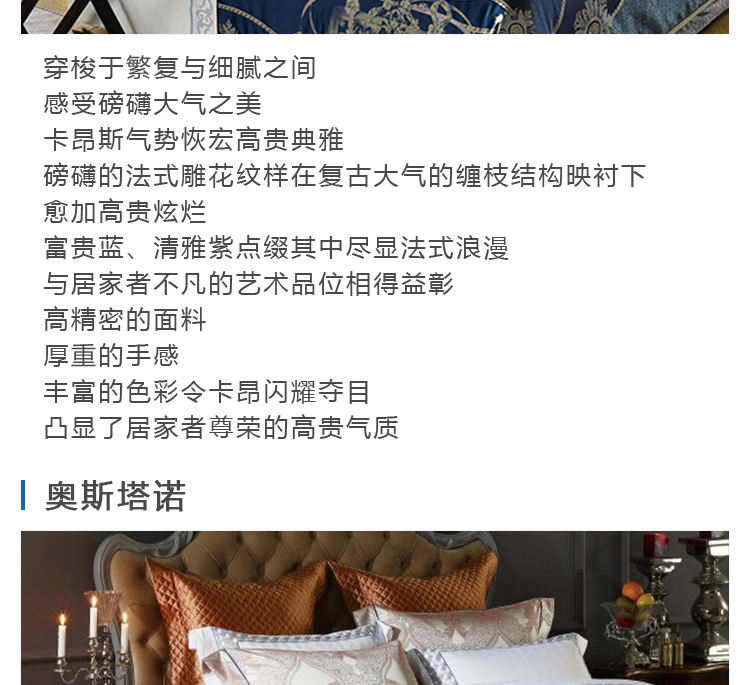 穿梭于繁复与细腻之间
感受磅礴大气之美
卡昂斯气势恢宏高贵典雅
磅礴的法式雕花纹样在复古大气的缠枝结构映衬下
愈加高贵炫烂
富贵蓝、清雅紫点缀其中尽显法式浪漫
与居家者不凡的艺术品位相得益彰
高精密的面料
厚重的手感
丰富的色彩令卡昂闪耀夺目
凸显了居家者尊荣的高贵气质
奥斯塔诺